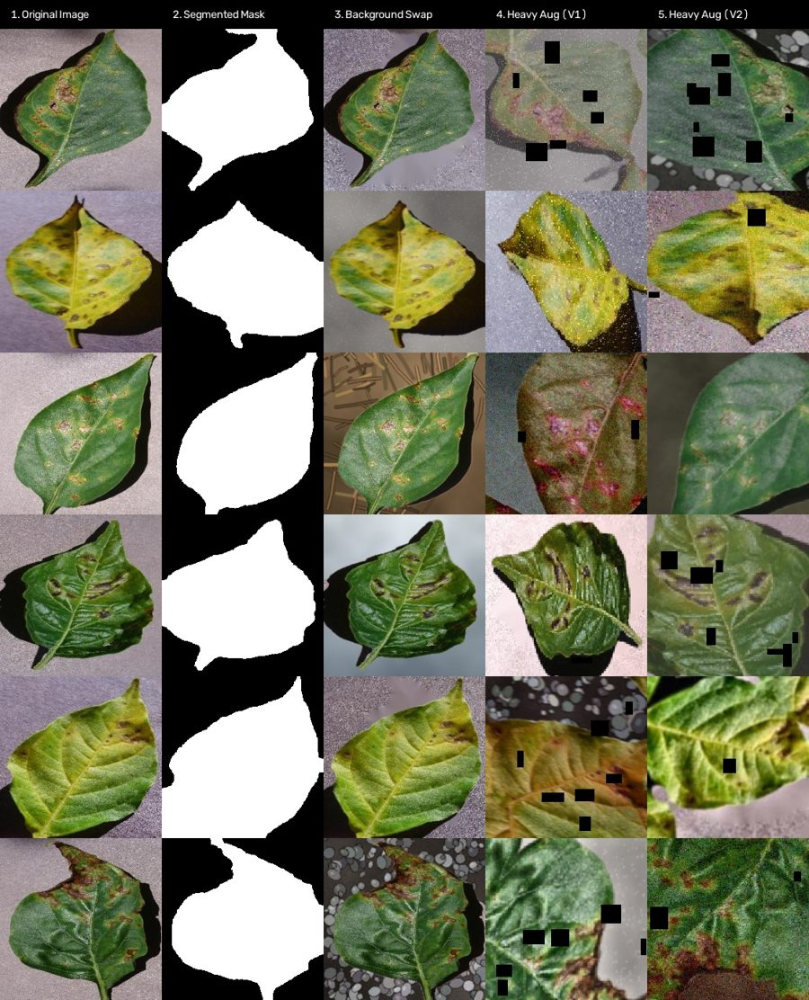 1. Original Image
2. Segmented Mask
3. Background Swap
4. Heavy Aug (V1)
5. Heavy Aug (V2)